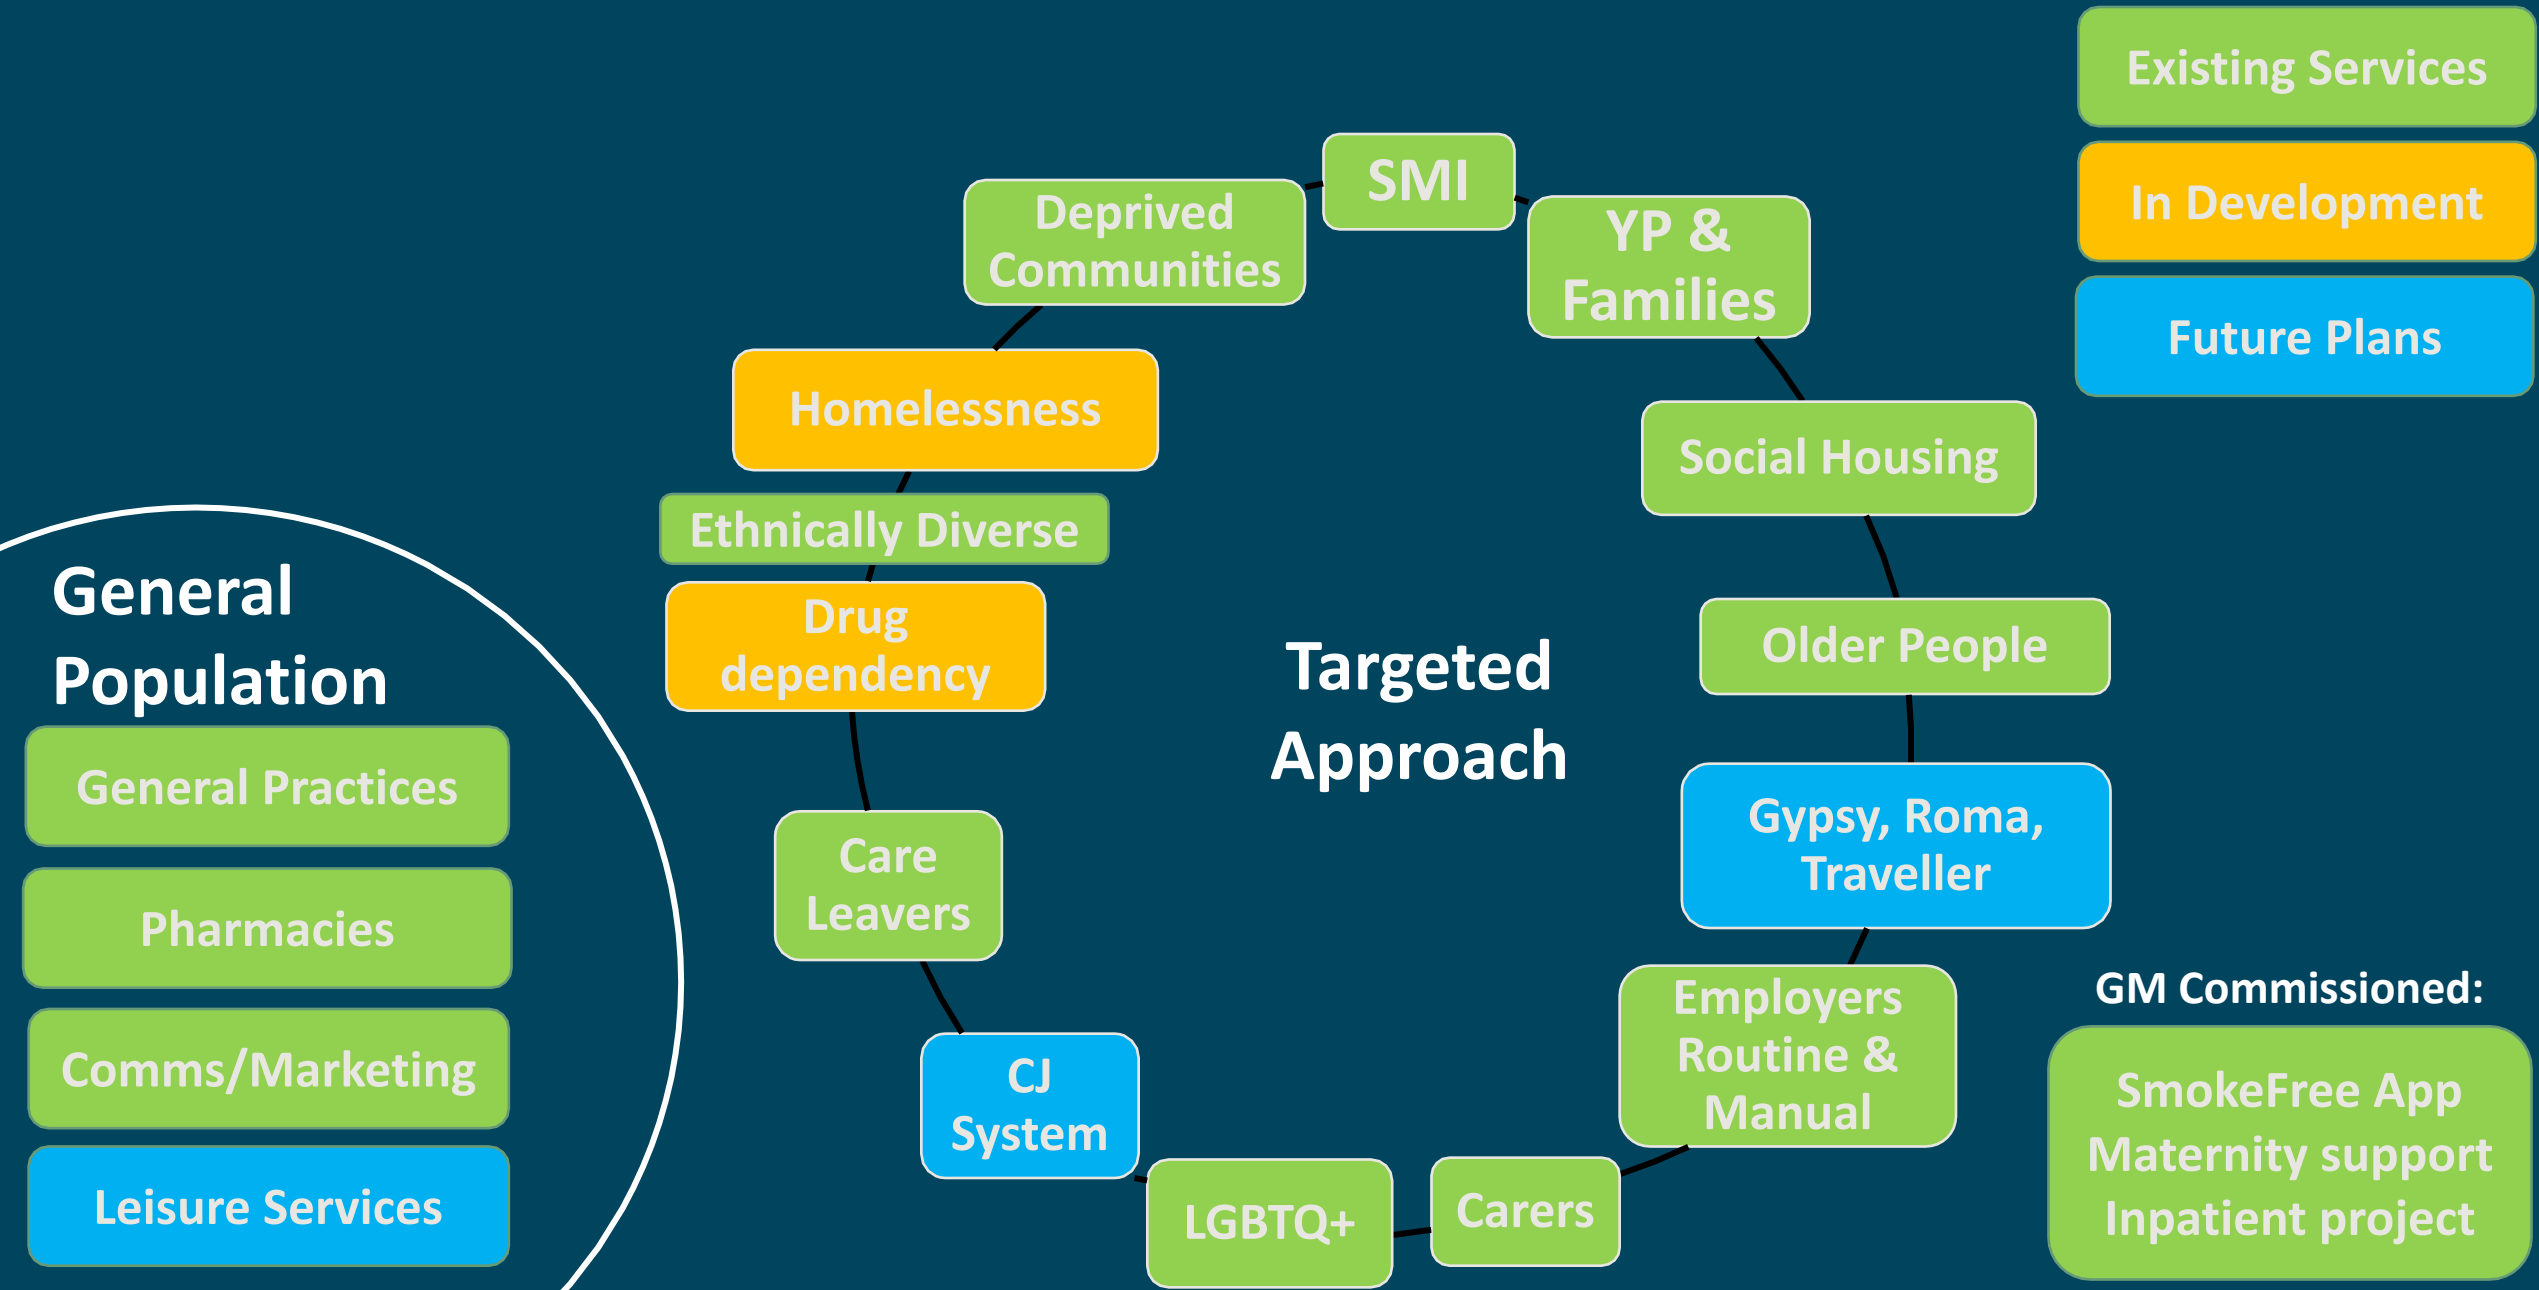 Existing Services
In Development
Future Plans
SMI
Deprived
Communities
YP &
Families
Homelessness
Social Housing
Ethnically Diverse
Drug
dependency
Older People
Targeted
Approach
Gypsy, Roma,
Traveller
Care
Leavers
Employers
Routine &
Manual
CJ
System
LGBTQ+
Carers
General
Population
General Practices
Pharmacies
Comms/Marketing
Leisure Services
GM Commissioned:
SmokeFree App
Maternity support
Inpatient project